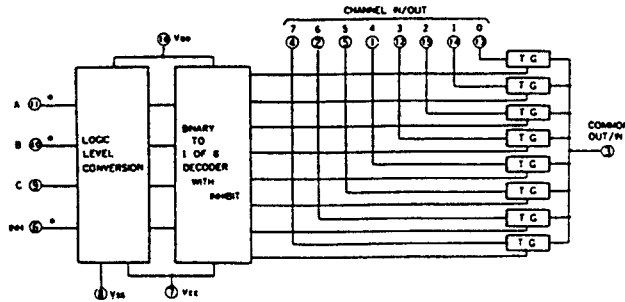 CHANNEL IN/OUT
7 6 5 4 3 2 1 0
4 2 5 1 12 15 14 13
16 VDD
TG
TG
TG
TG
TG
TG
TG
TG
COMMON
OUT/IN
3
A 11 *
B 10 *
C 9
INH 6 *
LOGIC
LEVEL
CONVERSION
BINARY
TO
1 OF 8
DECODER
WITH
INHIBIT
8 VSS
7 VEE